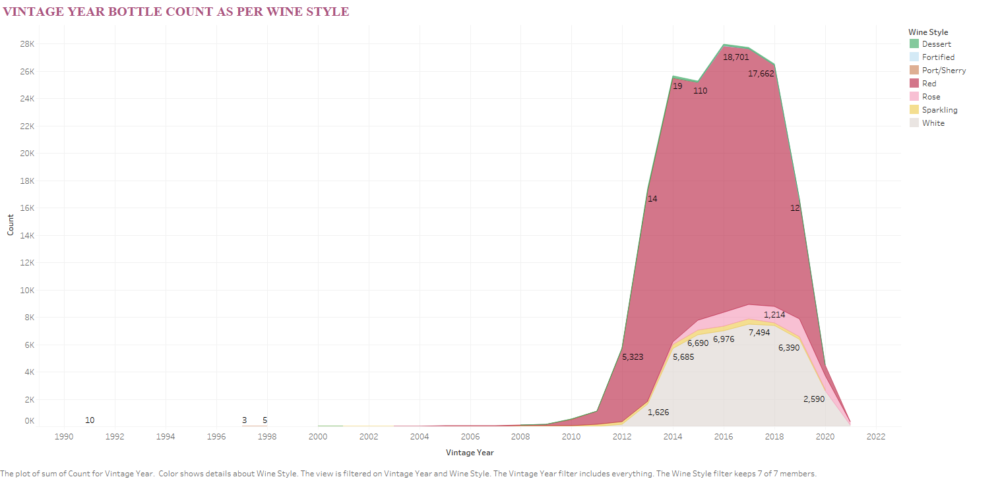 VINTAGE YEAR BOTTLE COUNT AS PER WINE STYLE
Wine Style
Dessert
Fortified
Port/Sherry
Red
Rose
Sparkling
White
28K
26K
24K
22K
20K
18K
16K
14K
12K
10K
8K
6K
4K
2K
0K
Count
18,701
17,662
19
110
14
12
1,214
7,494
6,976
6,690
6,390
5,323
5,685
2,590
1,626
10
3
5
1990 1992 1994 1996 1998 2000 2002 2004 2006 2008 2010 2012 2014 2016 2018 2020 2022
Vintage Year
The plot of sum of Count for Vintage Year. Color shows details about Wine Style. The view is filtered on Vintage Year and Wine Style. The Vintage Year filter includes everything. The Wine Style filter keeps 7 of 7 members.